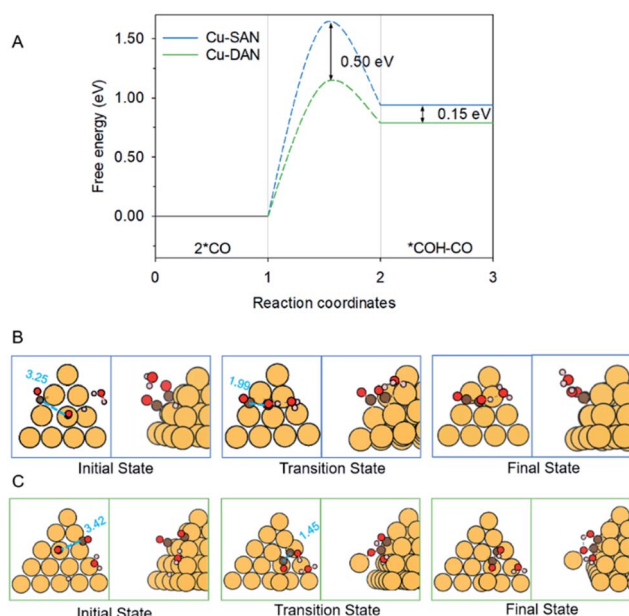 A
Cu-SAN
Cu-DAN
Free energy (eV)
1.50
1.00
0.50
0.00
0.50 eV
0.15 eV
2*CO
*COH-CO
0
1
2
3
Reaction coordinates
B
3.25
1.99
Initial State
Transition State
Final State
C
3.42
1.45
Initial State
Transition State
Final State